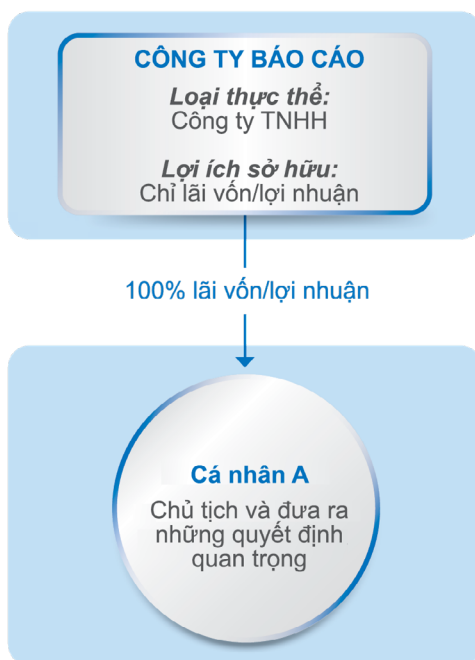 CÔNG TY BÁO CÁO
Loại thực thể:
Công ty TNHH
Lợi ích sở hữu:
Chỉ lãi vốn/lợi nhuận
100% lãi vốn/lợi nhuận
Cá nhân A
Chủ tịch và đưa ra
những quyết định
quan trọng